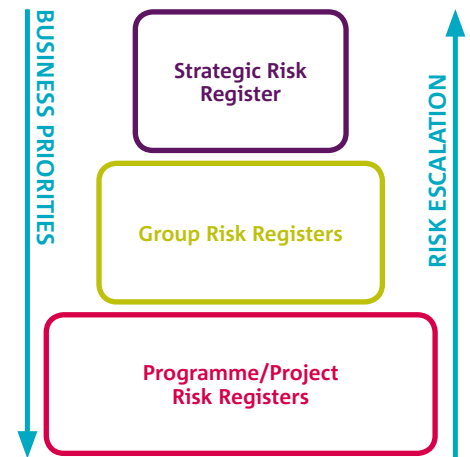 BUSINESS PRIORITIES
Strategic Risk
Register
Group Risk Registers
Programme/Project
Risk Registers
RISK ESCALATION